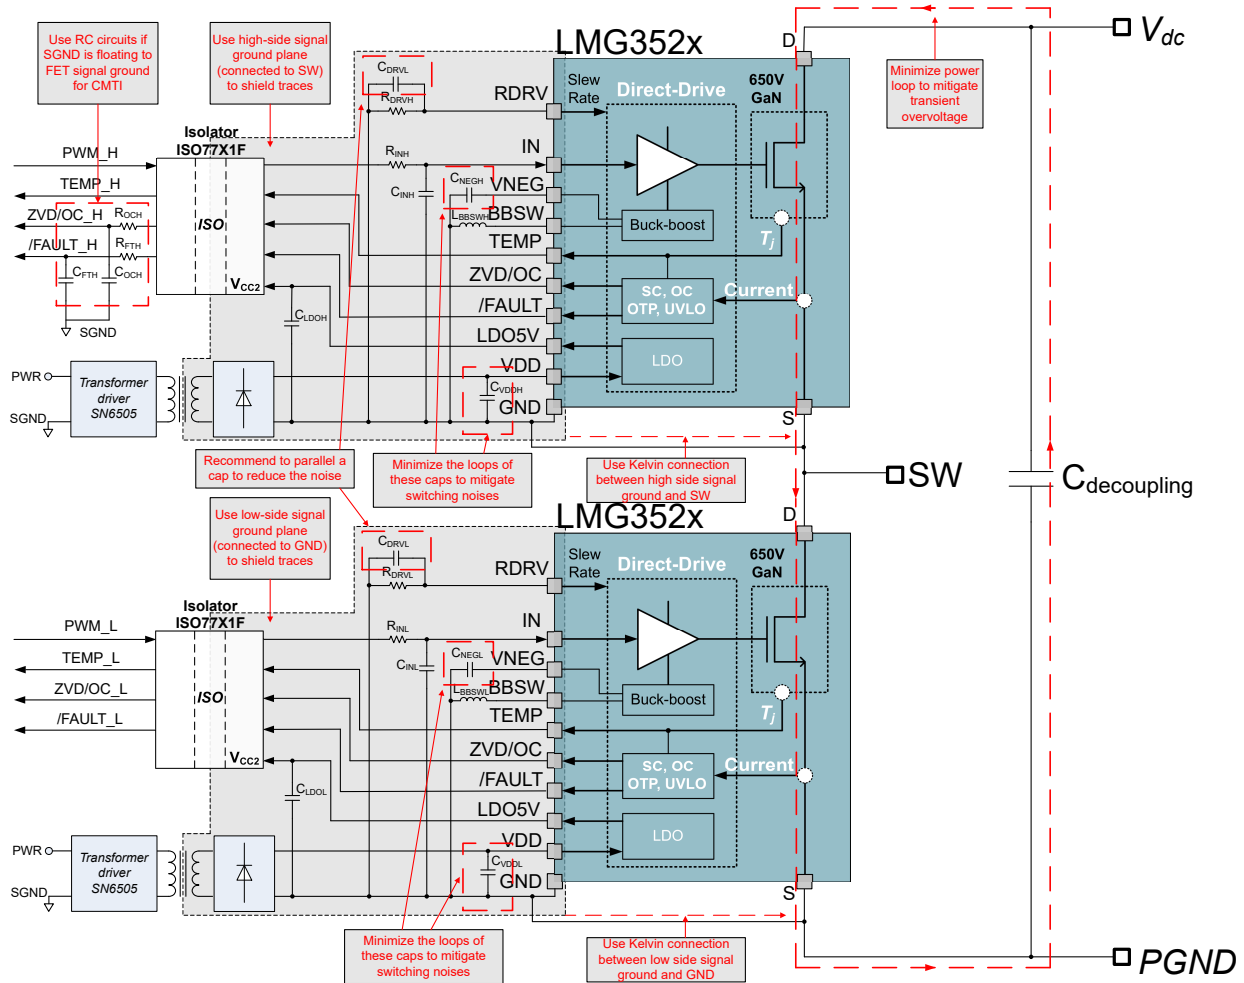 Use RC circuits if
SGND is floating to
FET signal ground
for CMTI
Use high-side signal
ground plane
(connected to SW)
to shield traces
LMG352x
D
Vdc
Minimize power
loop to mitigate
transient
overvoltage
CDRVL
RDRVH
RDRV
Slew
Rate
Direct-Drive
650V
GaN
Isolator
ISO77X1F
PWM_H
TEMP_H
ZVD/OC_H
/FAULT_H
ROCH
RFTH
CFTH
COCH
SGND
ISO
VCC2
RINH
CINH
CNEGH
LBBSWH
CLDOH
IN
VNEG
BBSW
TEMP
ZVD/OC
/FAULT
LDO5V
VDD
GND
Buck-boost
Tj
SC, OC
OTP, UVLO
Current
LDO
CVDDH
PWR
SGND
Transformer
driver
SN6505
S
Recommend to parallel a
cap to reduce the noise
Minimize the loops of
these caps to mitigate
switching noises
Use Kelvin connection
between high side signal
ground and SW
SW
Cdecoupling
Use low-side signal
ground plane
(connected to GND)
to shield traces
LMG352x
D
CDRVL
RDRVL
RDRV
Slew
Rate
Direct-Drive
650V
GaN
Isolator
ISO77X1F
PWM_L
TEMP_L
ZVD/OC_L
/FAULT_L
ISO
VCC2
RINL
CINL
CNEGL
LBBSWL
CLDOL
IN
VNEG
BBSW
TEMP
ZVD/OC
/FAULT
LDO5V
VDD
GND
Buck-boost
Tj
SC, OC
OTP, UVLO
Current
LDO
CVDDL
PWR
SGND
Transformer
driver
SN6505
S
Minimize the loops of
these caps to mitigate
switching noises
Use Kelvin connection
between low side signal
ground and GND
PGND